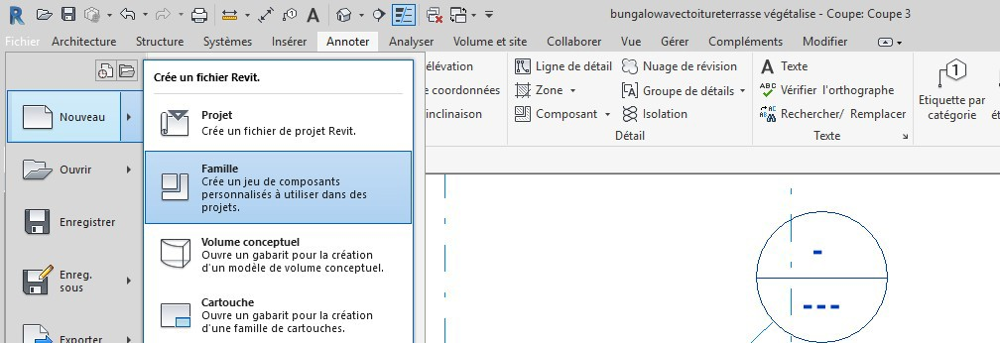 bungalowavectoitureterrasse végétalise - Coupe: Coupe 3
Fichier Architecture Structure Systèmes Insérer Annoter Analyser Volume et site Collaborer Vue Gérer Compléments Modifier
Crée un fichier Revit.
Nouveau
Projet
Crée un fichier de projet Revit.
Famille
Crée un jeu de composants
personnalisés à utiliser dans des
projets.
Ouvrir
Enregistrer
Volume conceptuel
Ouvre un gabarit pour la création
d'un modèle de volume conceptuel.
Enreg.
sous
Cartouche
Ouvre un gabarit pour la création
d'une famille de cartouches.
Exporter
élévation
e coordonnées
inclinaison
Ligne de détail
Nuage de révision
Zone
Groupe de détails
Composant
Isolation
Détail
A Texte
ABC Vérifier l'orthographe
Rechercher/ Remplacer
Texte
1
Etiquette par
catégorie
ét
- 
---